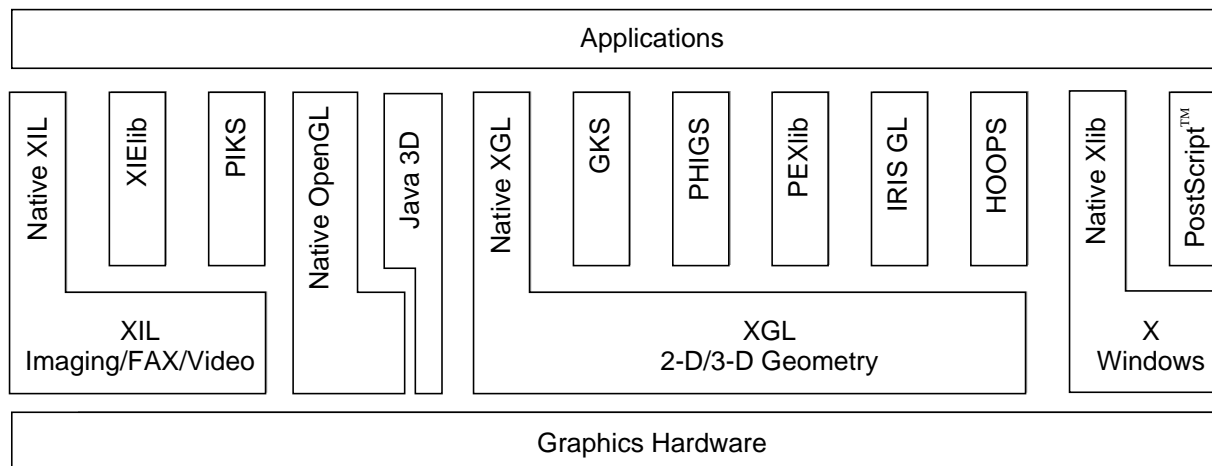 Applications
Native XIL
XIElib
PIKS
Native OpenGL
Java 3D
Native XGL
GKS
PHIGS
PEXlib
IRIS GL
HOOPS
Native Xlib
PostScript™
XIL
Imaging/FAX/Video
XGL
2-D/3-D Geometry
X
Windows
Graphics Hardware